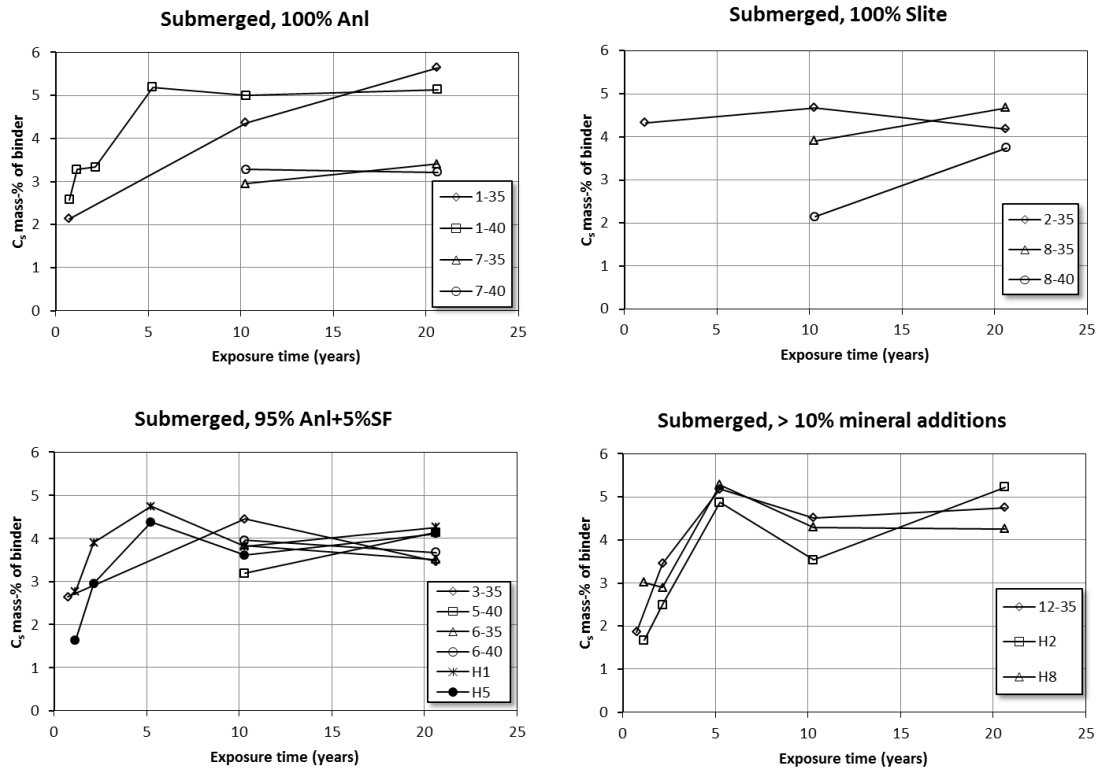 Submerged, 100% Anl
6
5
4
3
2
1
0
Cs mass-% of binder
0 5 10 15 20 25
Exposure time (years)
1-35
1-40
7-35
7-40
Submerged, 100% Slite
6
5
4
3
2
1
0
Cs mass-% of binder
0 5 10 15 20 25
Exposure time (years)
2-35
8-35
8-40
Submerged, 95% Anl+5%SF
6
5
4
3
2
1
0
Cs mass-% of binder
0 5 10 15 20 25
Exposure time (years)
3-35
5-40
6-35
6-40
H1
H5
Submerged, > 10% mineral additions
6
5
4
3
2
1
0
Cs mass-% of binder
0 5 10 15 20 25
Exposure time (years)
12-35
H2
H8